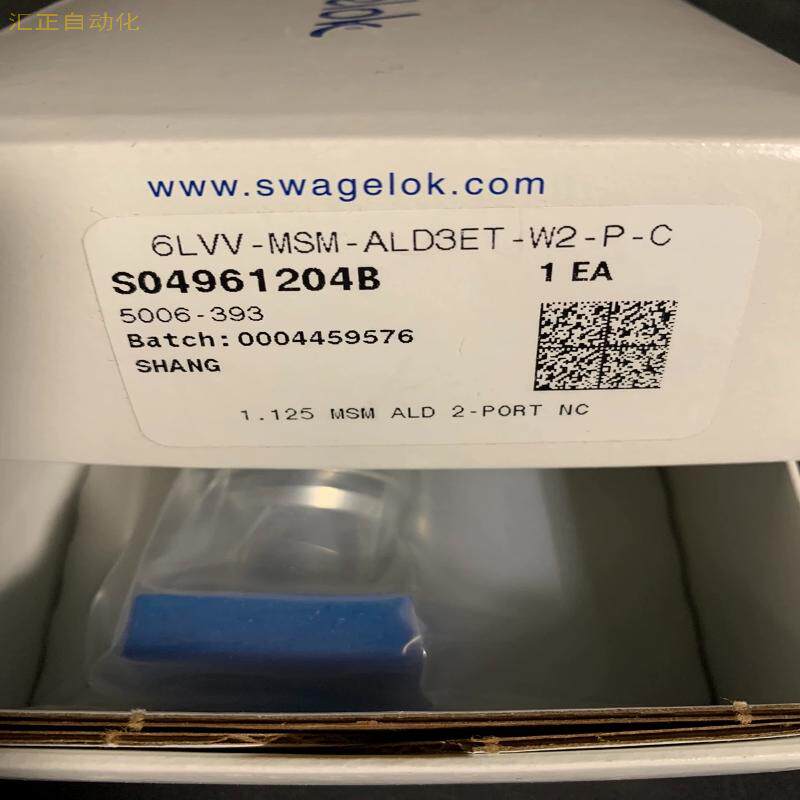 汇正自动化
www.swagelok.com
6LVV-MSM-ALD3ET-W2-P-C
S04961204B 1 EA
5006-393
Batch: 0004459576
SHANG
1.125 MSM ALD 2-PORT NC